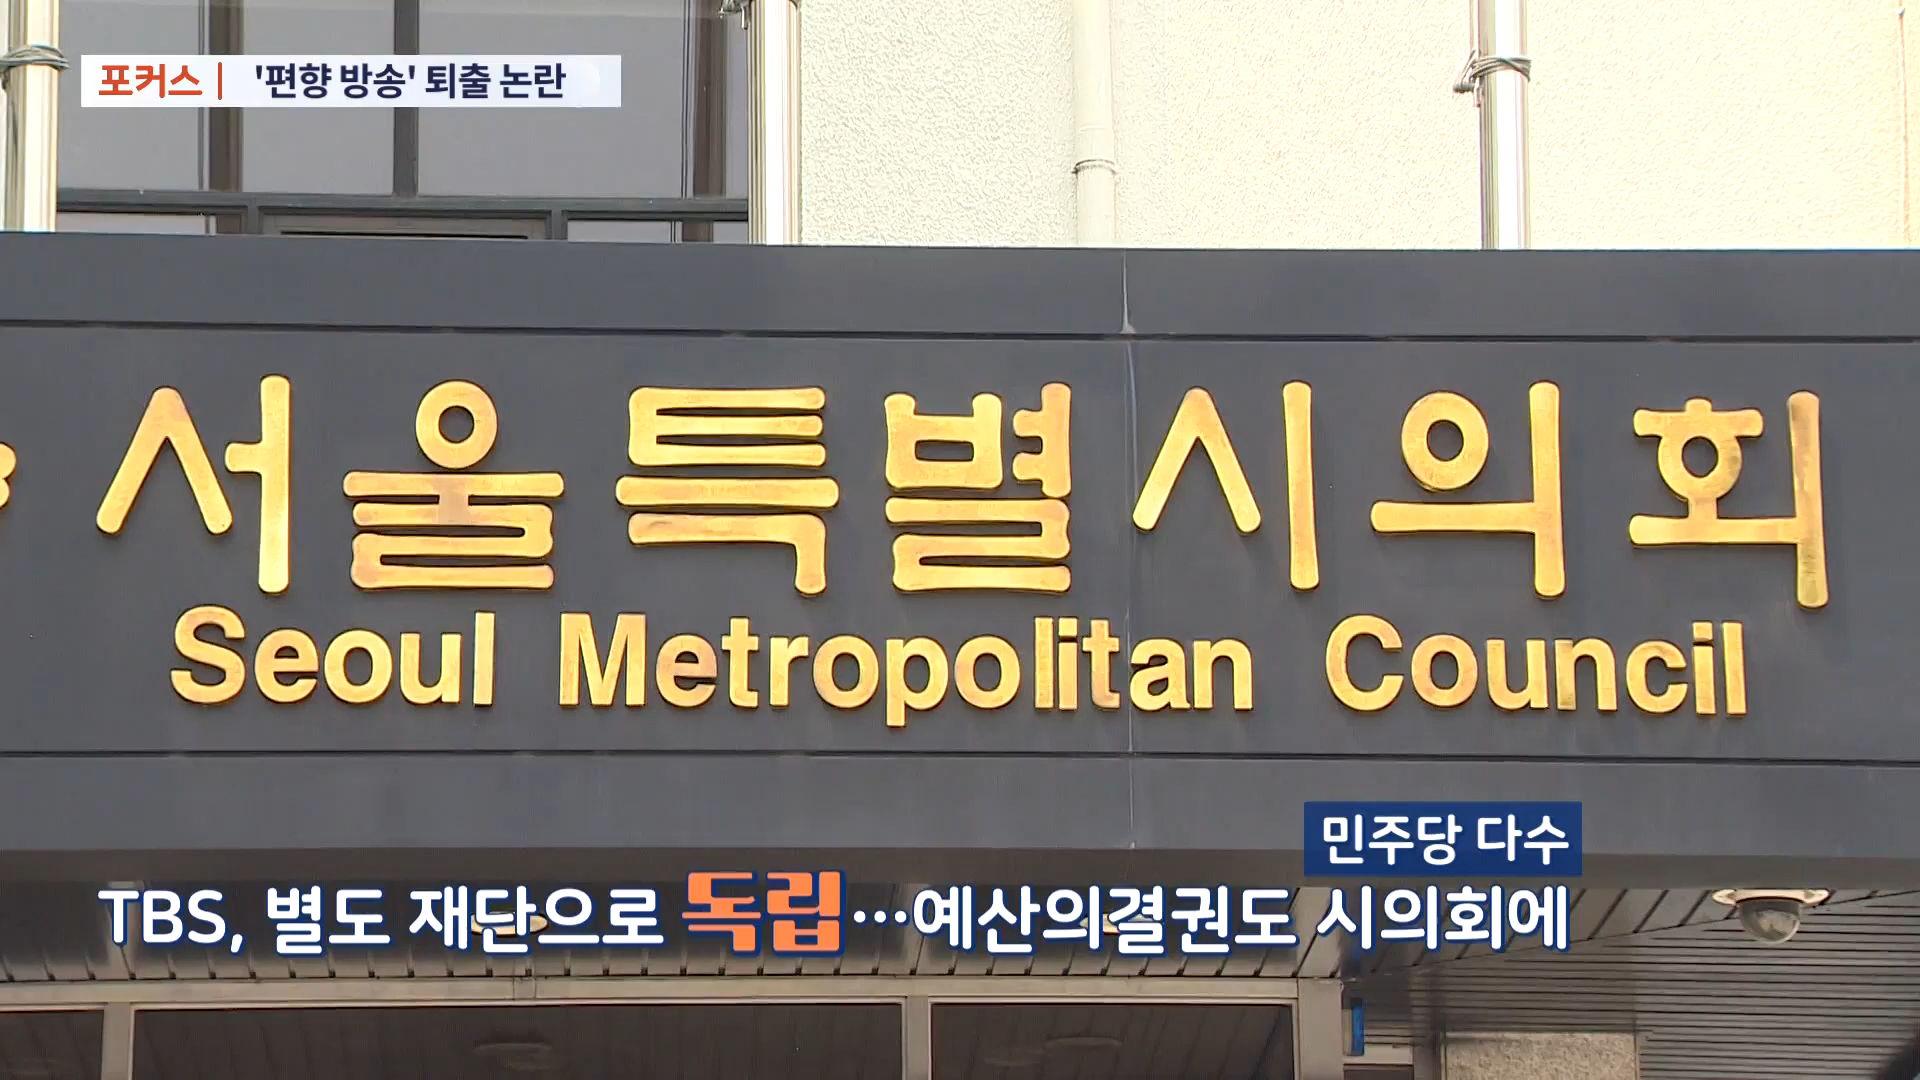 포커스| '편향 방송' 퇴출 논란
서울특별시의회
Seoul Metropolitan Council
민주당 다수
TBS, 별도 재단으로 독립…예산의결권도 시의회에